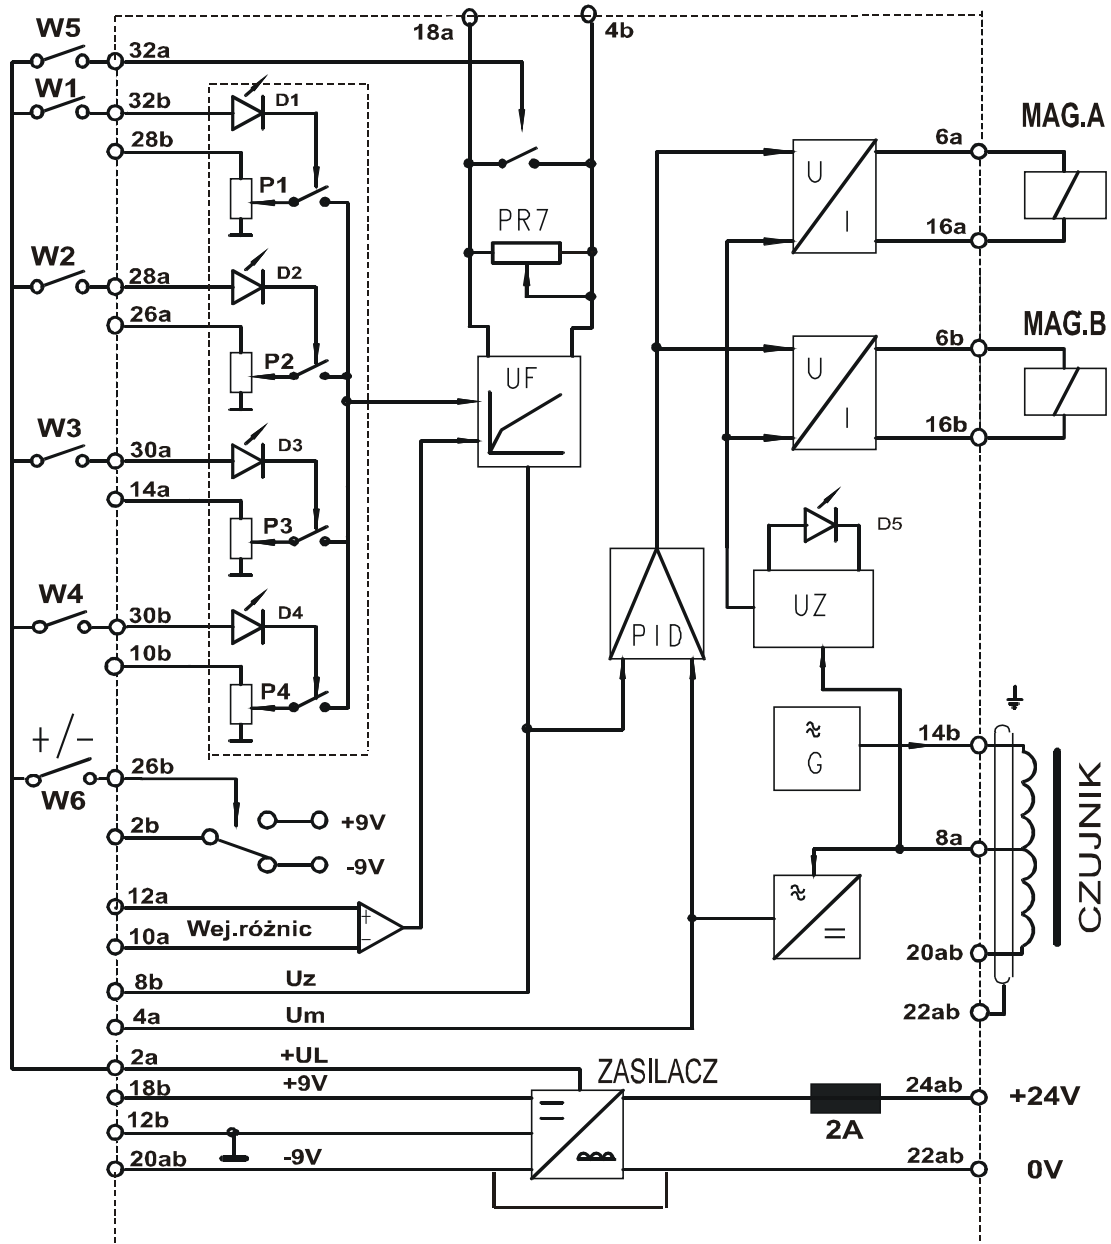 18a
4b
W5
32a
W1
32b
D1
28b
P1
PR7
W2
28a
D2
26a
P2
W3
30a
D3
14a
P3
W4
30b
D4
10b
P4
+/-
W6
26b
+9V
2b
-9V
12a
+
Wej.różnic
10a
-
8b
Uz
4a
Um
2a
+UL
18b
+9V
12b
20ab
-9V
ZASILACZ
UF
PID
U
I
U
I
6a
MAG.A
16a
6b
MAG.B
16b
D5
UZ
≈
G
14b
8a
≈
=
CZUJNIK
20ab
22ab
24ab
+24V
2A
22ab
0V